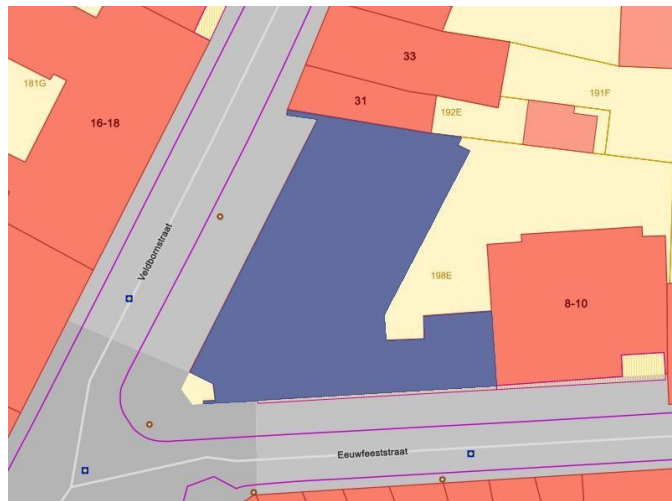 33
181G
191F
31
192E
16-18
Veldbornstraat
198E
8-10
Eeuwfeeststraat